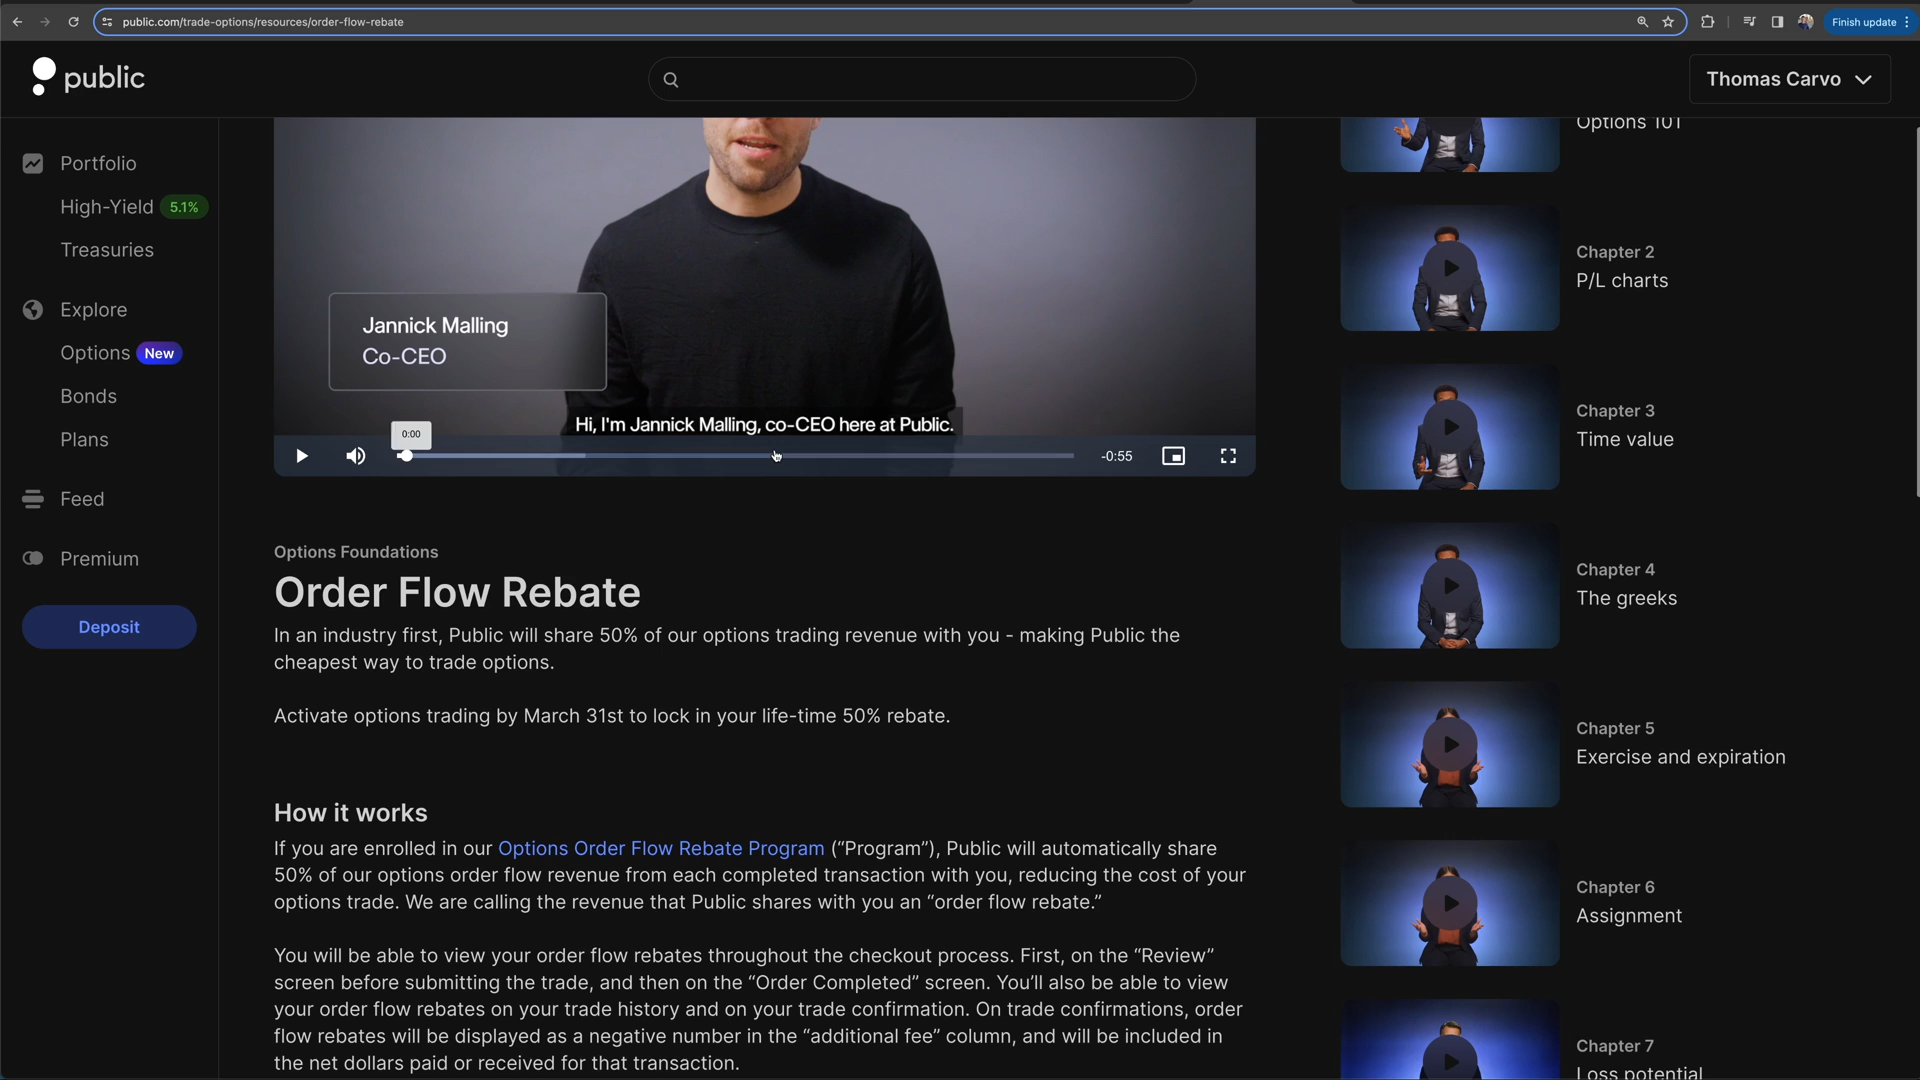 public.com/trade-options/resources/order-flow-rebate
Finish update
public
Thomas Carvo
Portfolio
High-Yield 5.1%
Treasuries
Explore
Options New
Bonds
Plans
Feed
Premium
Deposit
Jannick Malling
Co-CEO
Hi, I'm Jannick Malling, co-CEO here at Public.
0:00
-0:55
Options Foundations
Order Flow Rebate
In an industry first, Public will share 50% of our options trading revenue with you - making Public the
cheapest way to trade options.
Activate options trading by March 31st to lock in your life-time 50% rebate.
How it works
If you are enrolled in our Options Order Flow Rebate Program (“Program”), Public will automatically share
50% of our options order flow revenue from each completed transaction with you, reducing the cost of your
options trade. We are calling the revenue that Public shares with you an “order flow rebate.”
You will be able to view your order flow rebates throughout the checkout process. First, on the “Review”
screen before submitting the trade, and then on the “Order Completed” screen. You’ll also be able to view
your order flow rebates on your trade history and on your trade confirmation. On trade confirmations, order
flow rebates will be displayed as a negative number in the “additional fee” column, and will be included in
the net dollars paid or received for that transaction.
Options 101
Chapter 2
P/L charts
Chapter 3
Time value
Chapter 4
The greeks
Chapter 5
Exercise and expiration
Chapter 6
Assignment
Chapter 7
Loss potential